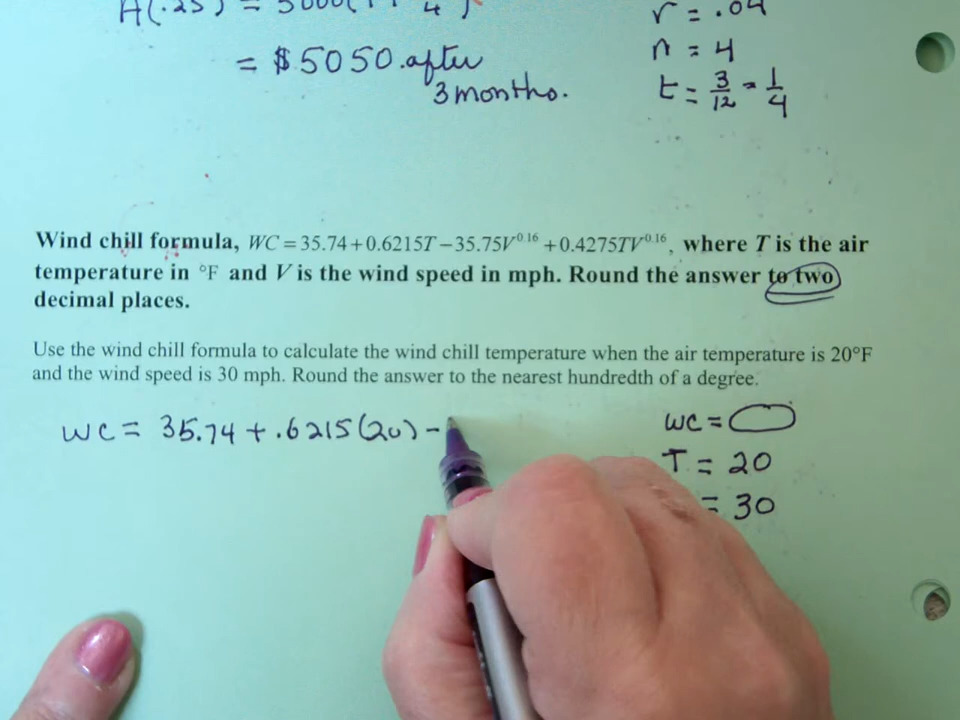 A(.25) = 5000(1+ 4 )
r = .04
= $5050.after
3 months.
n = 4
t = 3/12 = 1/4
Wind chill formula, WC = 35.74 + 0.6215T − 35.75V^0.16 + 0.4275TV^0.16, where T is the air
temperature in °F and V is the wind speed in mph. Round the answer to two
decimal places.
Use the wind chill formula to calculate the wind chill temperature when the air temperature is 20°F
and the wind speed is 30 mph. Round the answer to the nearest hundredth of a degree.
WC = 35.74 + .6215(20) −
WC =
T = 20
= 30